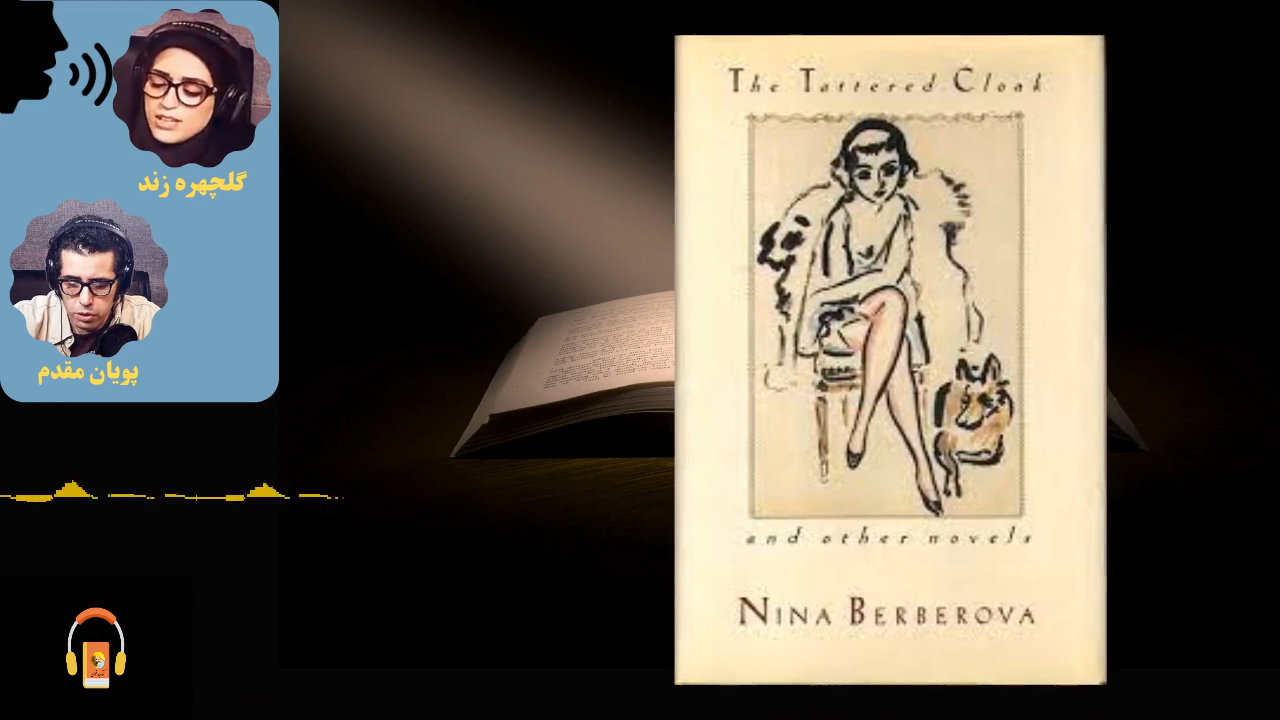 گلچهره زند
پویان مقدم
The Tattered Cloak
and other novels
NINA BERBEROVA